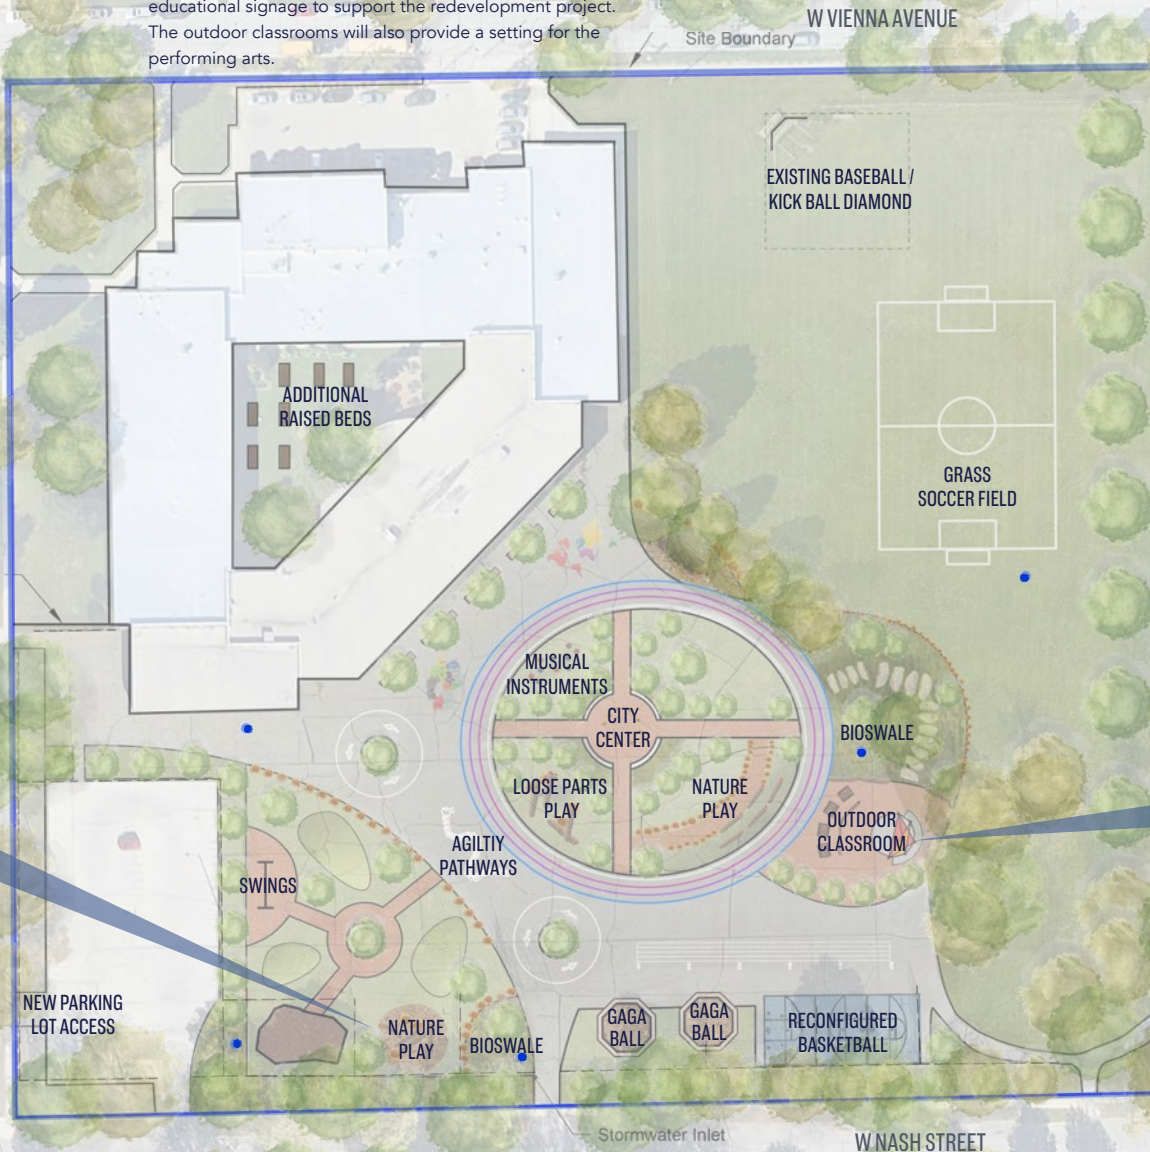 educational signage to support the redevelopment project.
The outdoor classrooms will also provide a setting for the
performing arts.
W VIENNA AVENUE
Site Boundary
EXISTING BASEBALL /
KICK BALL DIAMOND
ADDITIONAL
RAISED BEDS
GRASS
SOCCER FIELD
MUSICAL
INSTRUMENTS
CITY
CENTER
BIOSWALE
LOOSE PARTS
PLAY
NATURE
PLAY
OUTDOOR
CLASSROOM
AGILTIY
PATHWAYS
SWINGS
NEW PARKING
LOT ACCESS
NATURE
PLAY
BIOSWALE
GAGA
BALL
GAGA
BALL
RECONFIGURED
BASKETBALL
Stormwater Inlet
W NASH STREET